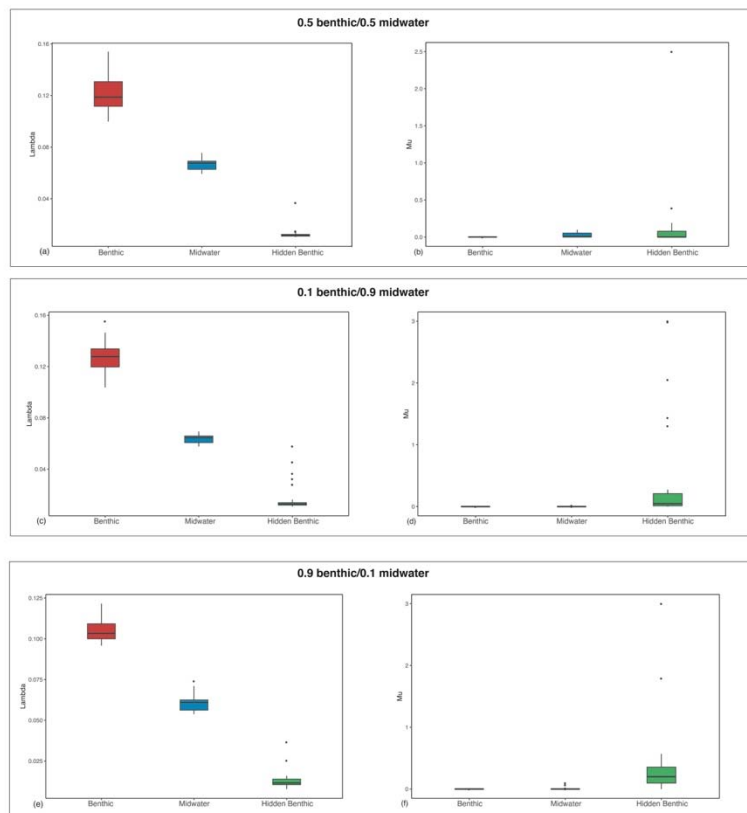 0.5 benthic/0.5 midwater
0.16
0.12
0.08
0.04
Lambda
(a)
Benthic
Midwater
Hidden Benthic
2.5
2.0
1.5
1.0
0.5
0.0
Mu
(b)
Benthic
Midwater
Hidden Benthic
0.1 benthic/0.9 midwater
0.16
0.12
0.08
0.04
Lambda
(c)
Benthic
Midwater
Hidden Benthic
3
2
1
0
Mu
(d)
Benthic
Midwater
Hidden Benthic
0.9 benthic/0.1 midwater
0.125
0.100
0.075
0.050
0.025
Lambda
(e)
Benthic
Midwater
Hidden Benthic
3
2
1
0
Mu
(f)
Benthic
Midwater
Hidden Benthic